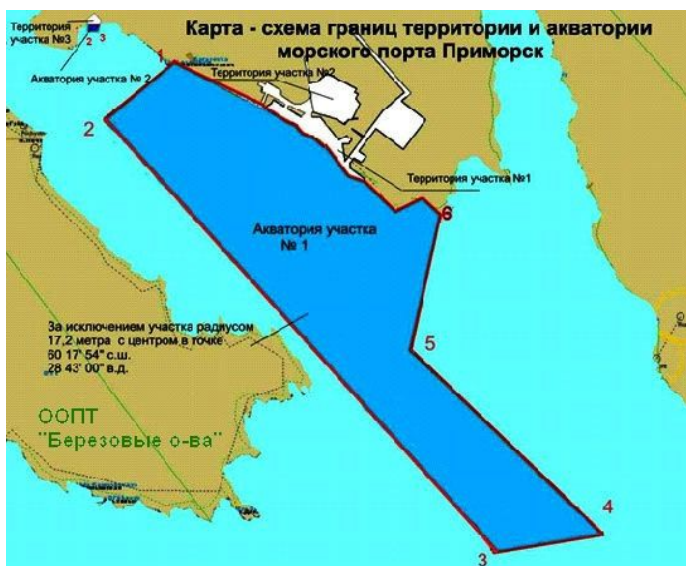 Карта - схема границ территории и акватории
морского порта Приморск
Территория
участка №3
2 3
Акватория участка № 2
1
Территория участка№2
2
Территория участка №1
6
Акватория участка
№ 1
5
За исключением участка радиусом
17,2 метра с центром в точке
60 17' 54" с.ш.
28 43' 00" в.д.
ООПТ
"Березовые о-ва"
4
3